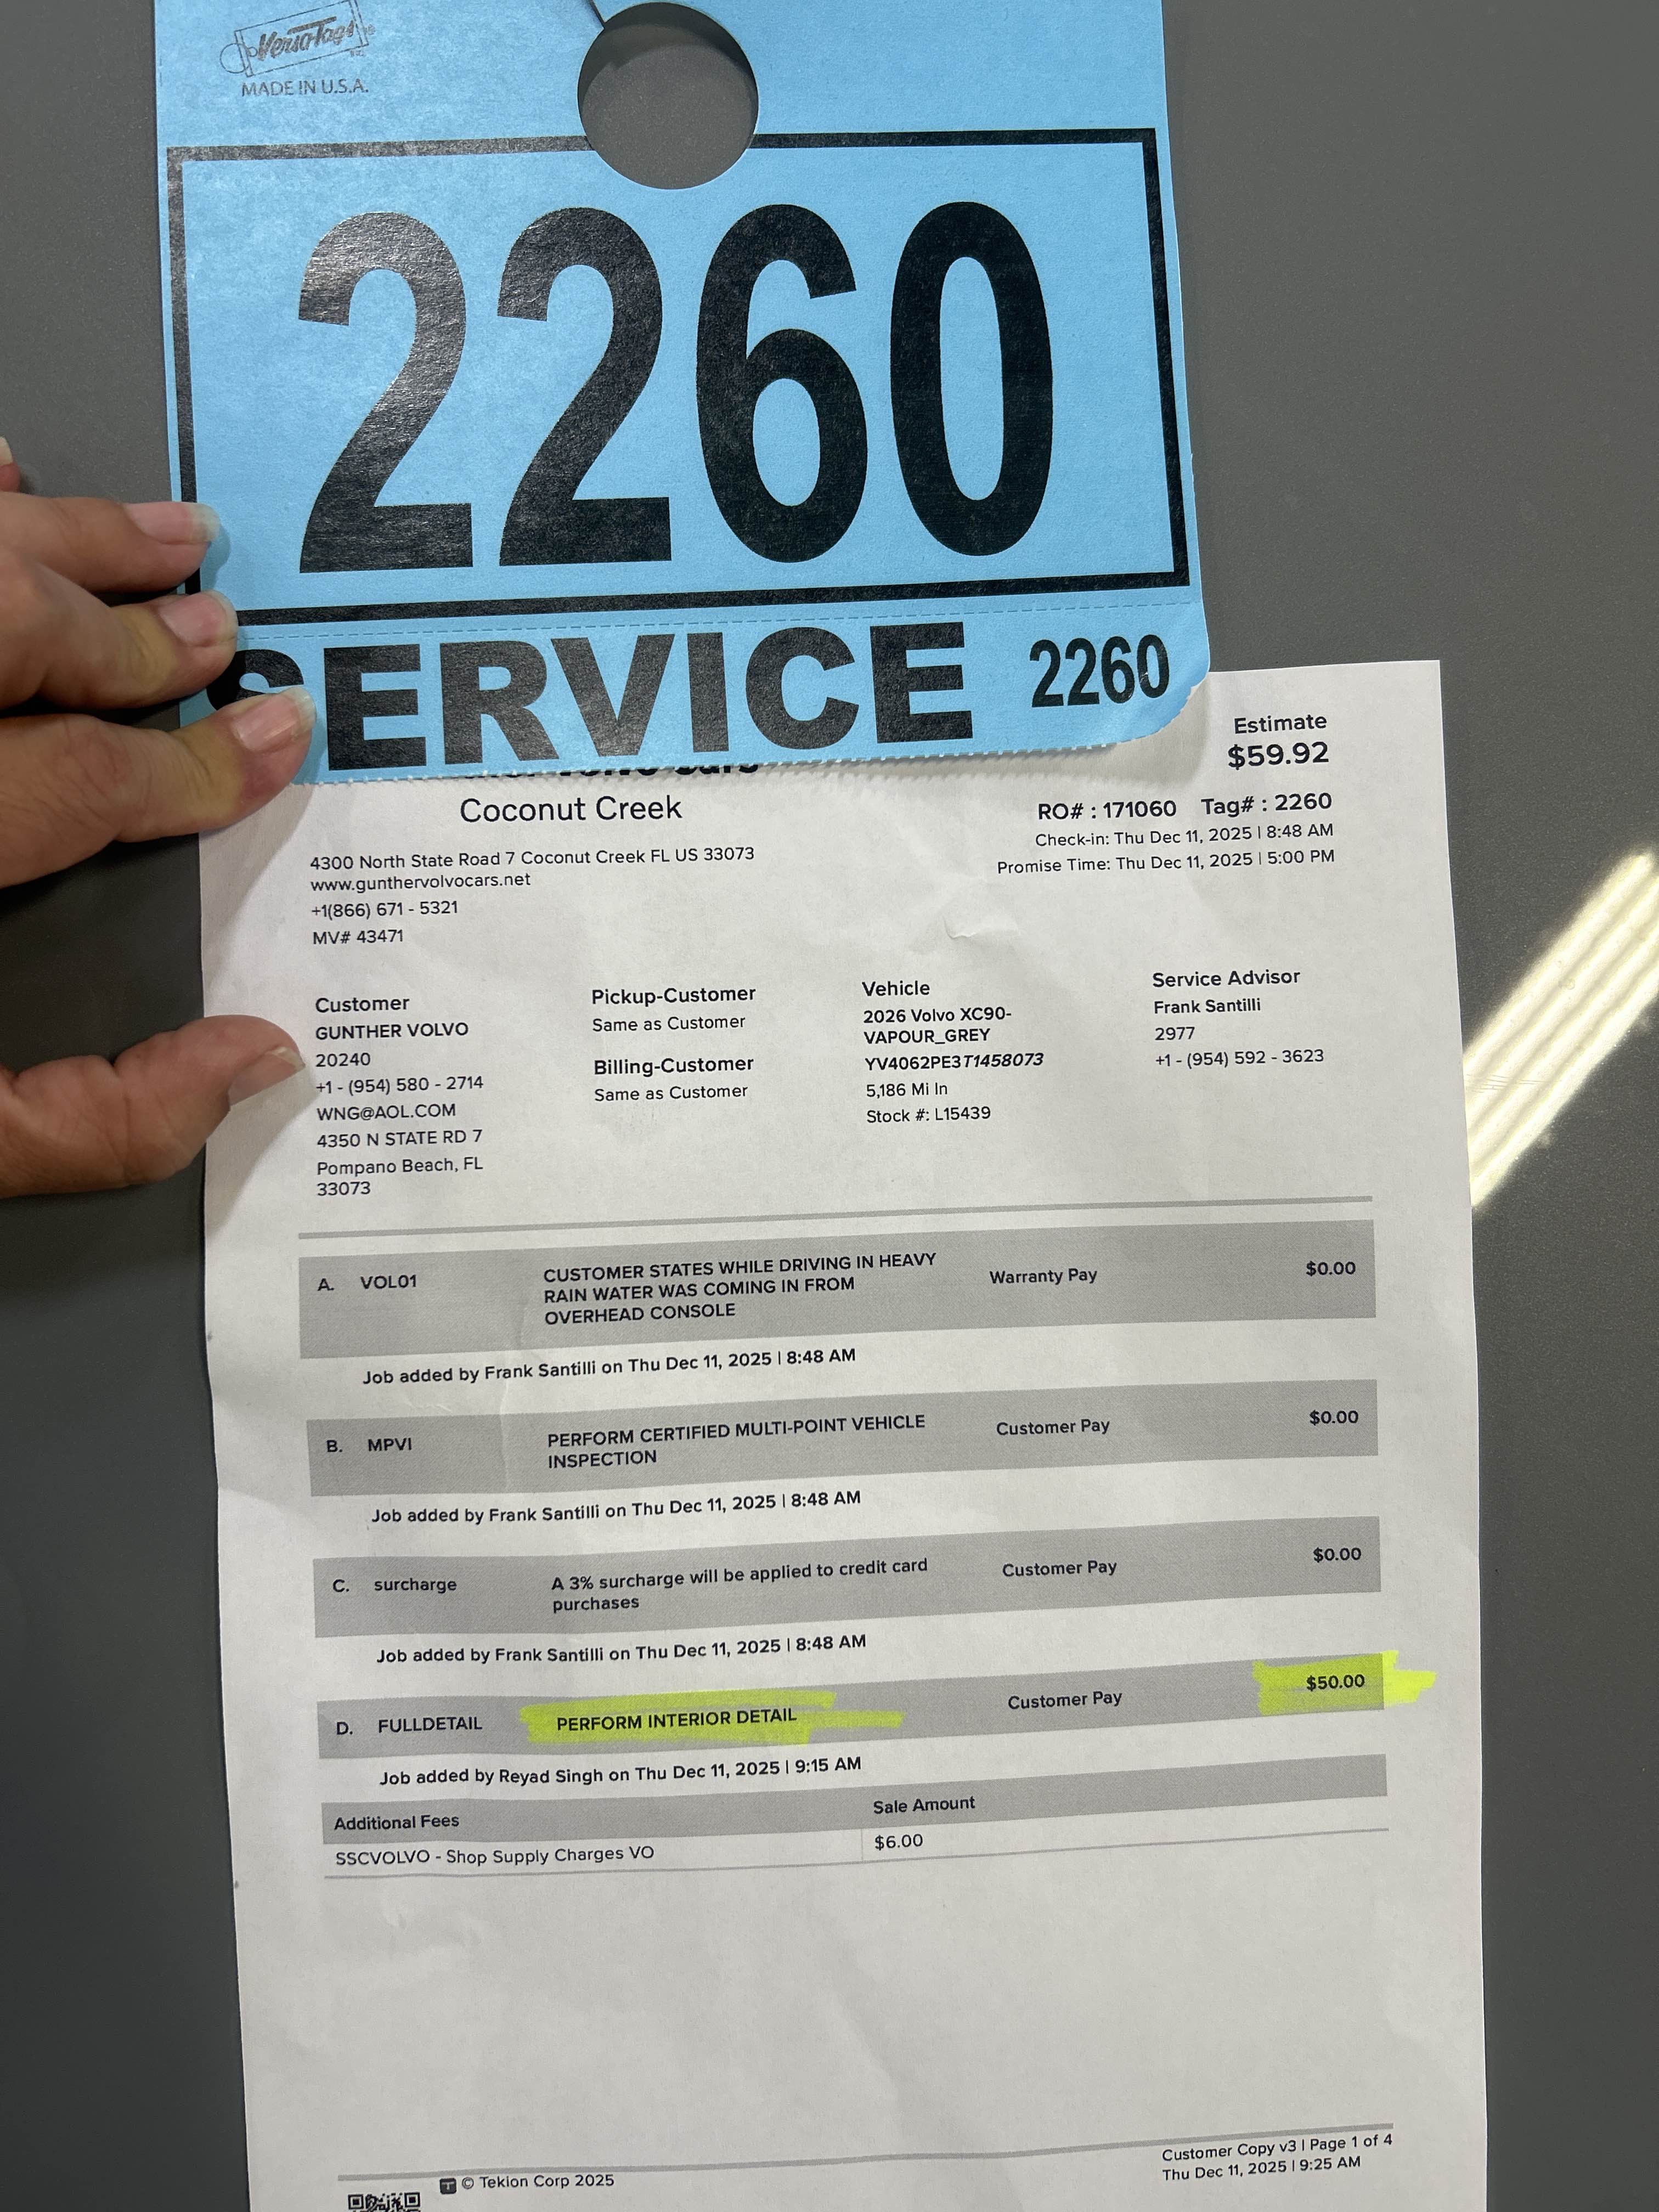 Versa-Tags
MADE IN U.S.A.
2260
SERVICE 2260
Estimate
$59.92
Coconut Creek
RO# : 171060 Tag# : 2260
Check-in: Thu Dec 11, 2025 | 8:48 AM
Promise Time: Thu Dec 11, 2025 | 5:00 PM
4300 North State Road 7 Coconut Creek FL US 33073
www.gunthervolvocars.net
+1(866) 671 - 5321
MV# 43471
Customer
GUNTHER VOLVO
20240
+1 - (954) 580 - 2714
WNG@AOL.COM
4350 N STATE RD 7
Pompano Beach, FL
33073
Pickup-Customer
Same as Customer
Billing-Customer
Same as Customer
Vehicle
2026 Volvo XC90-
VAPOUR_GREY
YV4062PE3T1458073
5,186 Mi In
Stock #: L15439
Service Advisor
Frank Santilli
2977
+1 - (954) 592 - 3623
A. VOL01 CUSTOMER STATES WHILE DRIVING IN HEAVY Warranty Pay $0.00
RAIN WATER WAS COMING IN FROM
OVERHEAD CONSOLE
Job added by Frank Santilli on Thu Dec 11, 2025 | 8:48 AM
B. MPVI PERFORM CERTIFIED MULTI-POINT VEHICLE Customer Pay $0.00
INSPECTION
Job added by Frank Santilli on Thu Dec 11, 2025 | 8:48 AM
C. surcharge A 3% surcharge will be applied to credit card Customer Pay $0.00
purchases
Job added by Frank Santilli on Thu Dec 11, 2025 | 8:48 AM
D. FULLDETAIL PERFORM INTERIOR DETAIL Customer Pay $50.00
Job added by Reyad Singh on Thu Dec 11, 2025 | 9:15 AM
Additional Fees Sale Amount
SSCVOLVO - Shop Supply Charges VO $6.00
© Tekion Corp 2025
Customer Copy v3 | Page 1 of 4
Thu Dec 11, 2025 | 9:25 AM